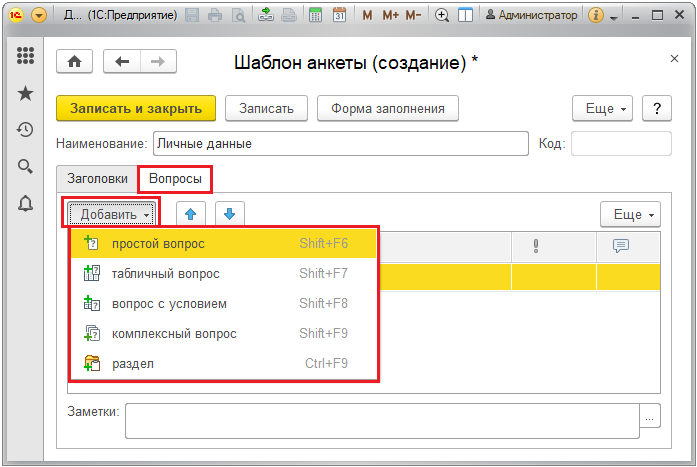 Д... (1С:Предприятие) 31 M M+ M- Администратор
Шаблон анкеты (создание) *
Записать и закрыть Записать Форма заполнения Еще ?
Наименование: Личные данные Код:
Заголовки Вопросы
Добавить Еще
простой вопрос Shift+F6
табличный вопрос Shift+F7
вопрос с условием Shift+F8
комплексный вопрос Shift+F9
раздел Ctrl+F9
Заметки: ...